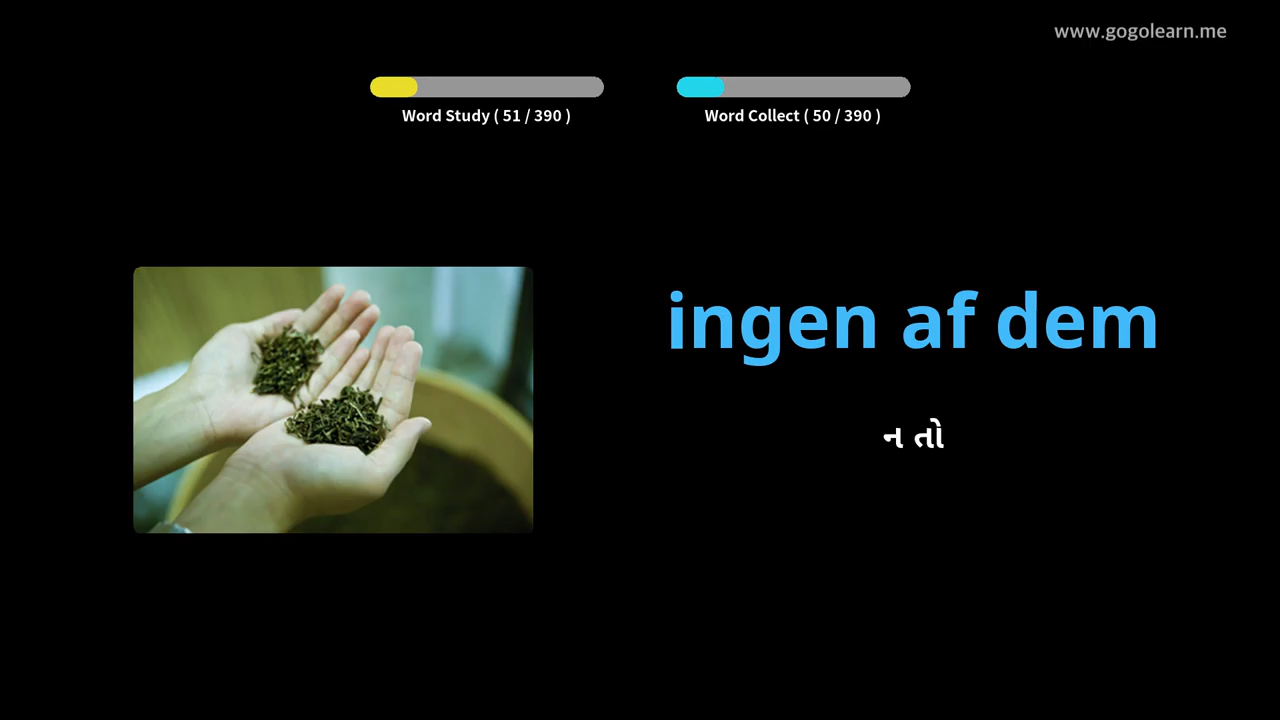 www.gogolearn.me
Word Study ( 51 / 390 )
Word Collect ( 50 / 390 )
ingen af dem
ન તો